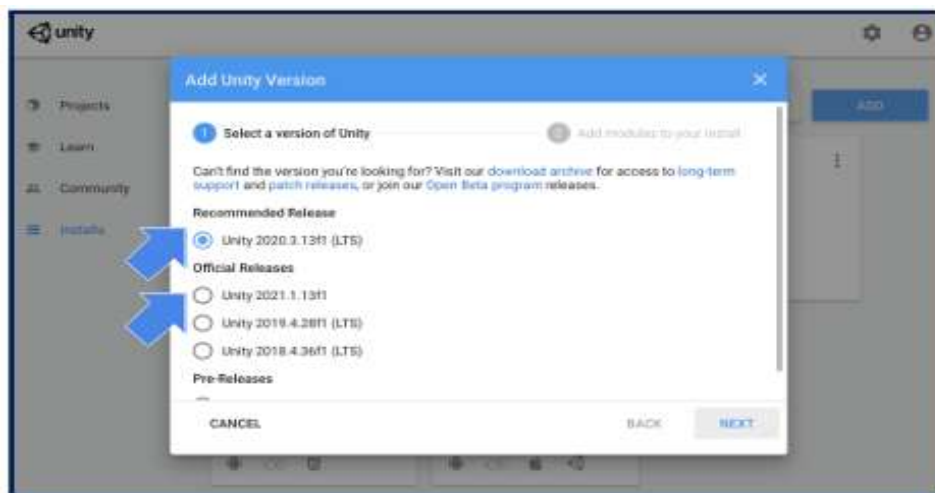 unity
Add Unity Version
Projects
Learn
Community
Installs
ADD
1 Select a version of Unity
2 Add modules to your install
Can't find the version you're looking for? Visit our download archive for access to long-term
support and patch releases, or join our Open Beta program releases.
Recommended Release
Unity 2020.3.13f1 (LTS)
Official Releases
Unity 2021.1.13f1
Unity 2019.4.28f1 (LTS)
Unity 2018.4.36f1 (LTS)
Pre-Releases
CANCEL
BACK
NEXT